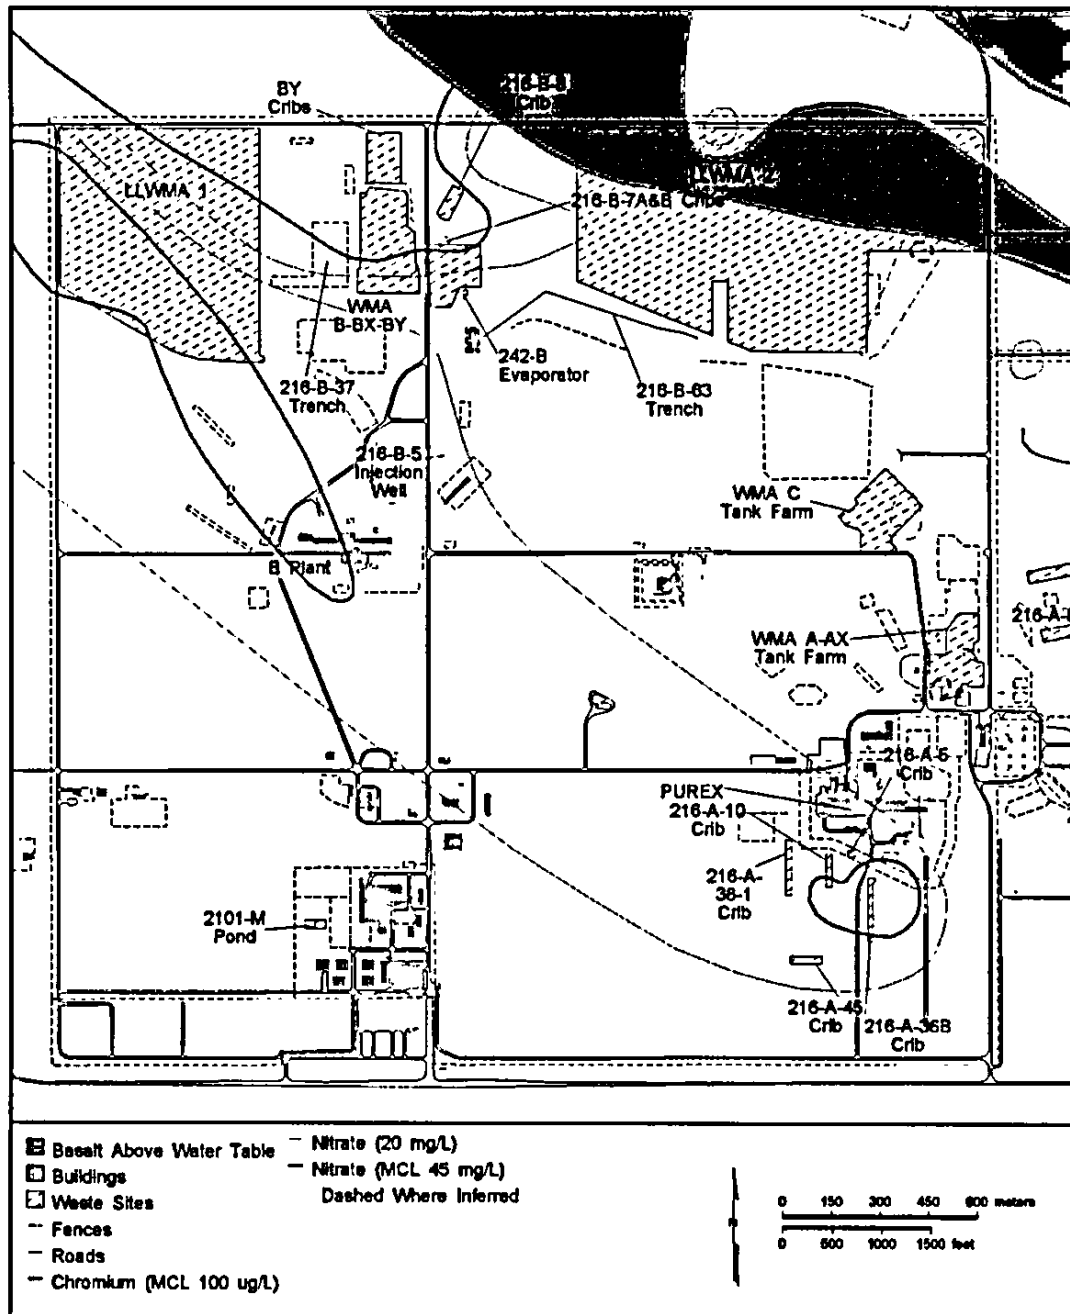 BY
Cribs
216-B-8
Crib
LLWMA 1
LLWMA 2
216-B-7A&B Cribs
WMA
B-BX-BY
242-B
Evaporator
216-B-37
Trench
216-B-63
Trench
216-B-5
Injection
Well
WMA C
Tank Farm
B Plant
WMA A-AX
Tank Farm
216-A-
216-A-5
Crib
PUREX
216-A-10
Crib
216-A-
36-1
Crib
2101-M
Pond
216-A-45
Crib
216-A-36B
Crib
Basalt Above Water Table
Buildings
Waste Sites
Fences
Roads
Chromium (MCL 100 ug/L)
Nitrate (20 mg/L)
Nitrate (MCL 45 mg/L)
Dashed Where Inferred
0 150 300 450 600 meters
0 500 1000 1500 feet